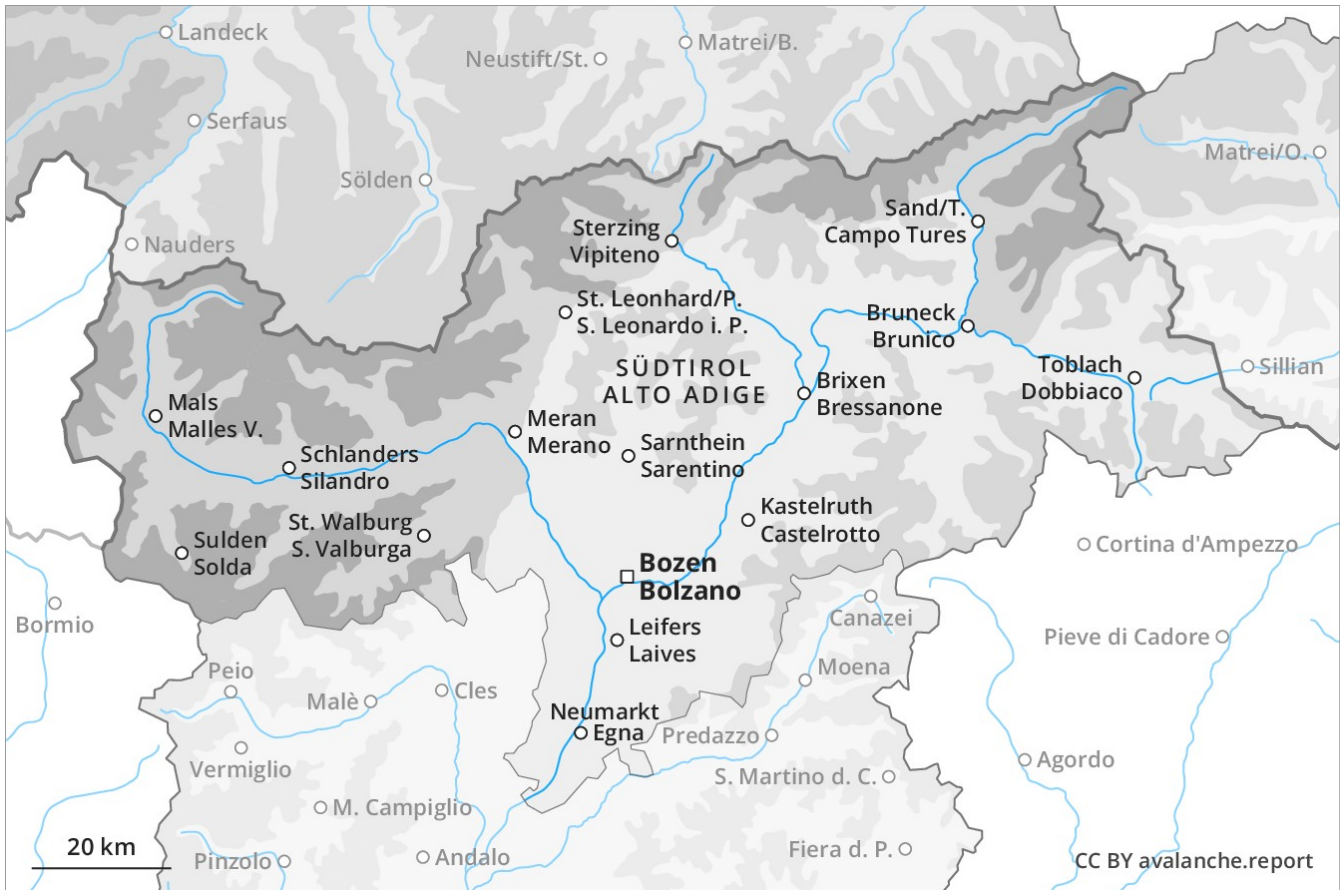 Landeck
Neustift/St.
Matrei/B.
Serfaus
Matrei/O.
Sölden
Sand/T.
Campo Tures
Sterzing
Vipiteno
Nauders
St. Leonhard/P.
S. Leonardo i. P.
Bruneck
Brunico
SÜDTIROL
ALTO ADIGE
Toblach
Dobbiaco
Sillian
Brixen
Bressanone
Mals
Malles V.
Meran
Merano
Sarnthein
Sarentino
Schlanders
Silandro
Kastelruth
Castelrotto
St. Walburg
S. Valburga
Sulden
Solda
Cortina d'Ampezzo
Bozen
Bolzano
Bormio
Canazei
Leifers
Laives
Pieve di Cadore
Peio
Moena
Malè
Cles
Neumarkt
Egna
Predazzo
Vermiglio
Agordo
S. Martino d. C.
M. Campiglio
20 km
Pinzolo
Andalo
Fiera d. P.
CC BY avalanche.report